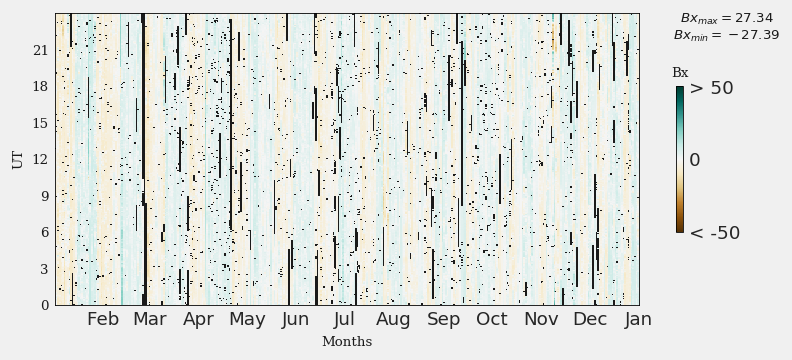 Bx_max = 27.34
Bx_min = −27.39
Bx
> 50
0
< -50
UT
21
18
15
12
9
6
3
0
Feb Mar Apr May Jun Jul Aug Sep Oct Nov Dec Jan
Months